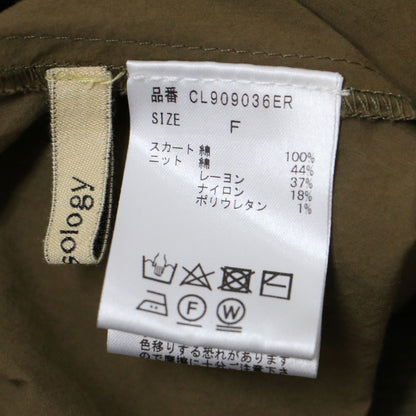 品番 CL909036ER
SIZE F
スカート 綿 100%
ニット 綿 44%
レーヨン 37%
ナイロン 18%
ポリウレタン 1%
F W
色移りする恐れがあります
ology